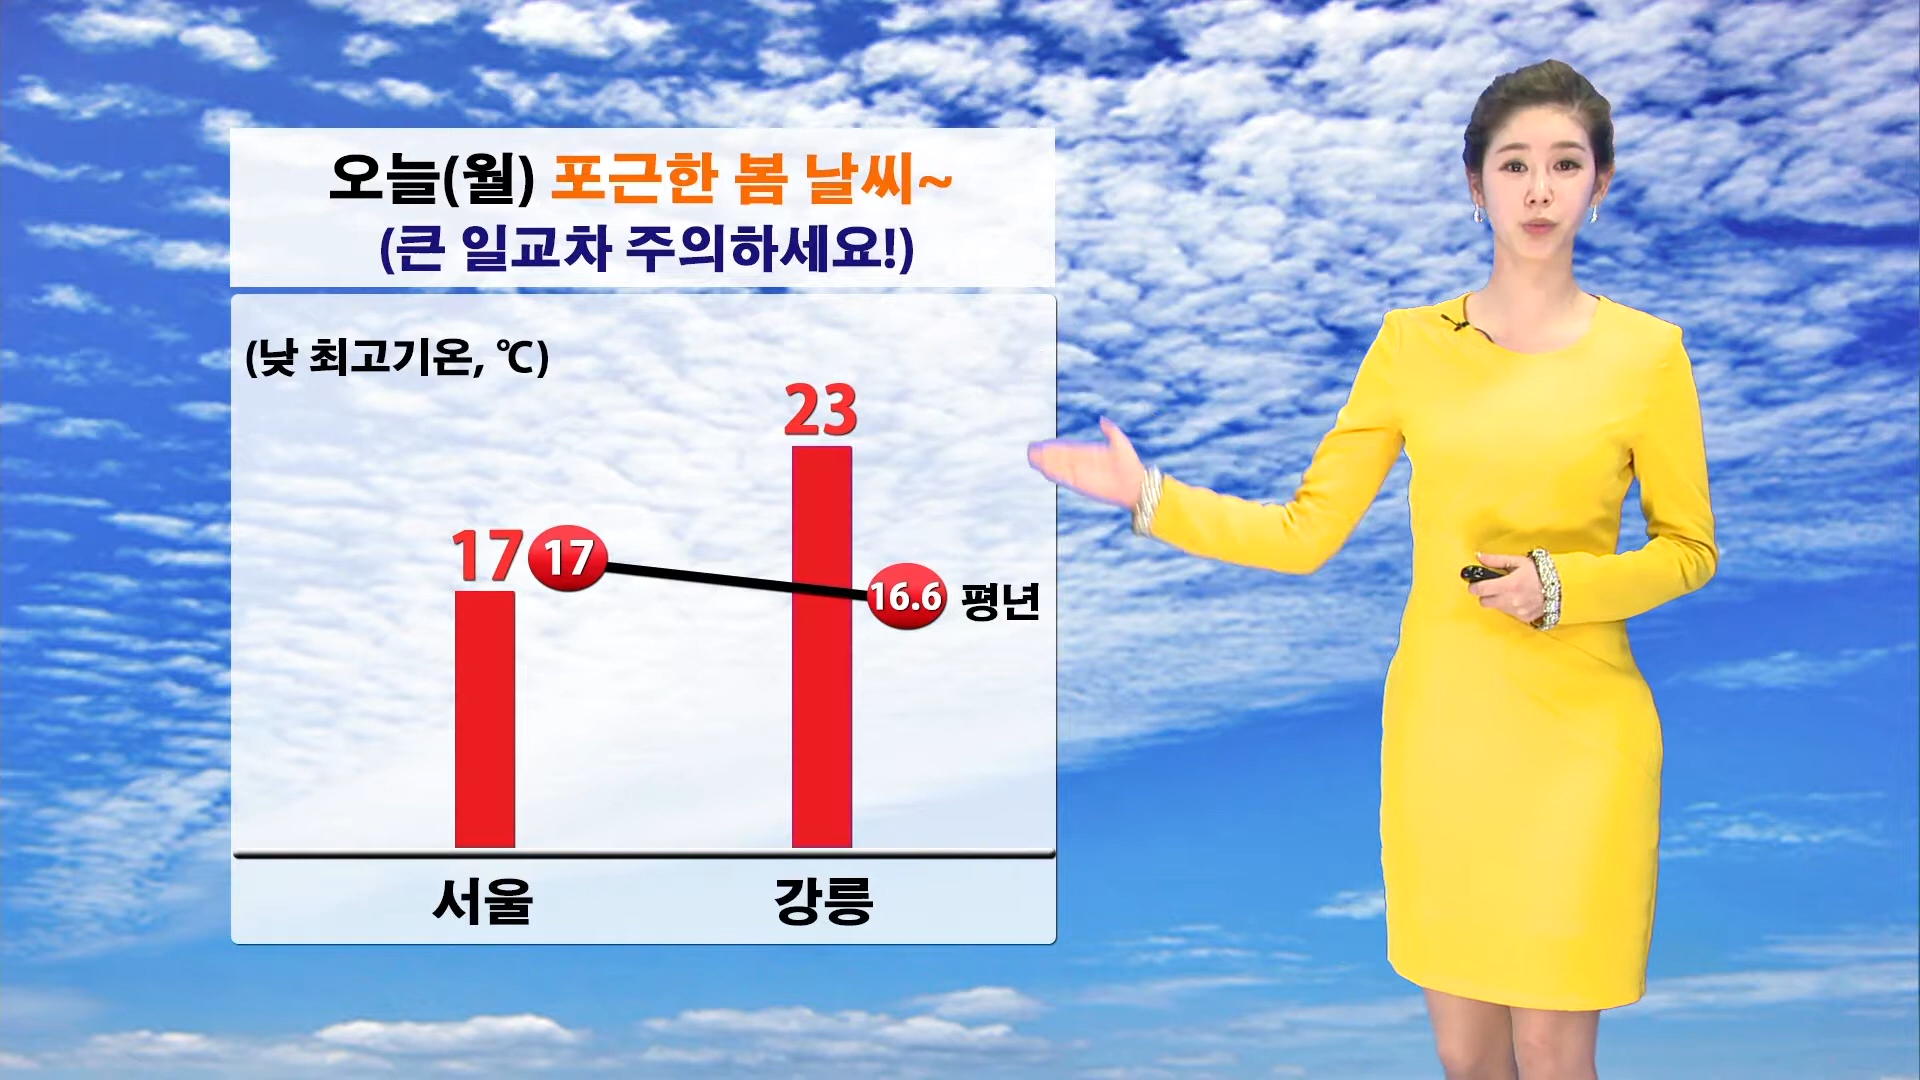 오늘(월) 포근한 봄 날씨~
(큰 일교차 주의하세요!)
(낮 최고기온, ℃)
23
17 17
16.6 평년
서울 강릉